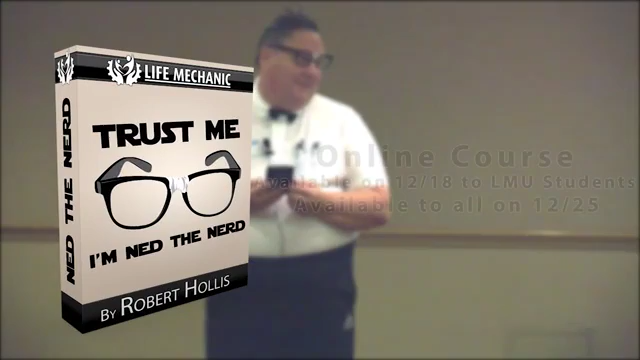 LIFE MECHANIC
TRUST ME
I'M NED THE NERD
BY ROBERT HOLLIS
NED THE NERD
Online Course
Available on 12/18 to LMU Students
Available to all on 12/25